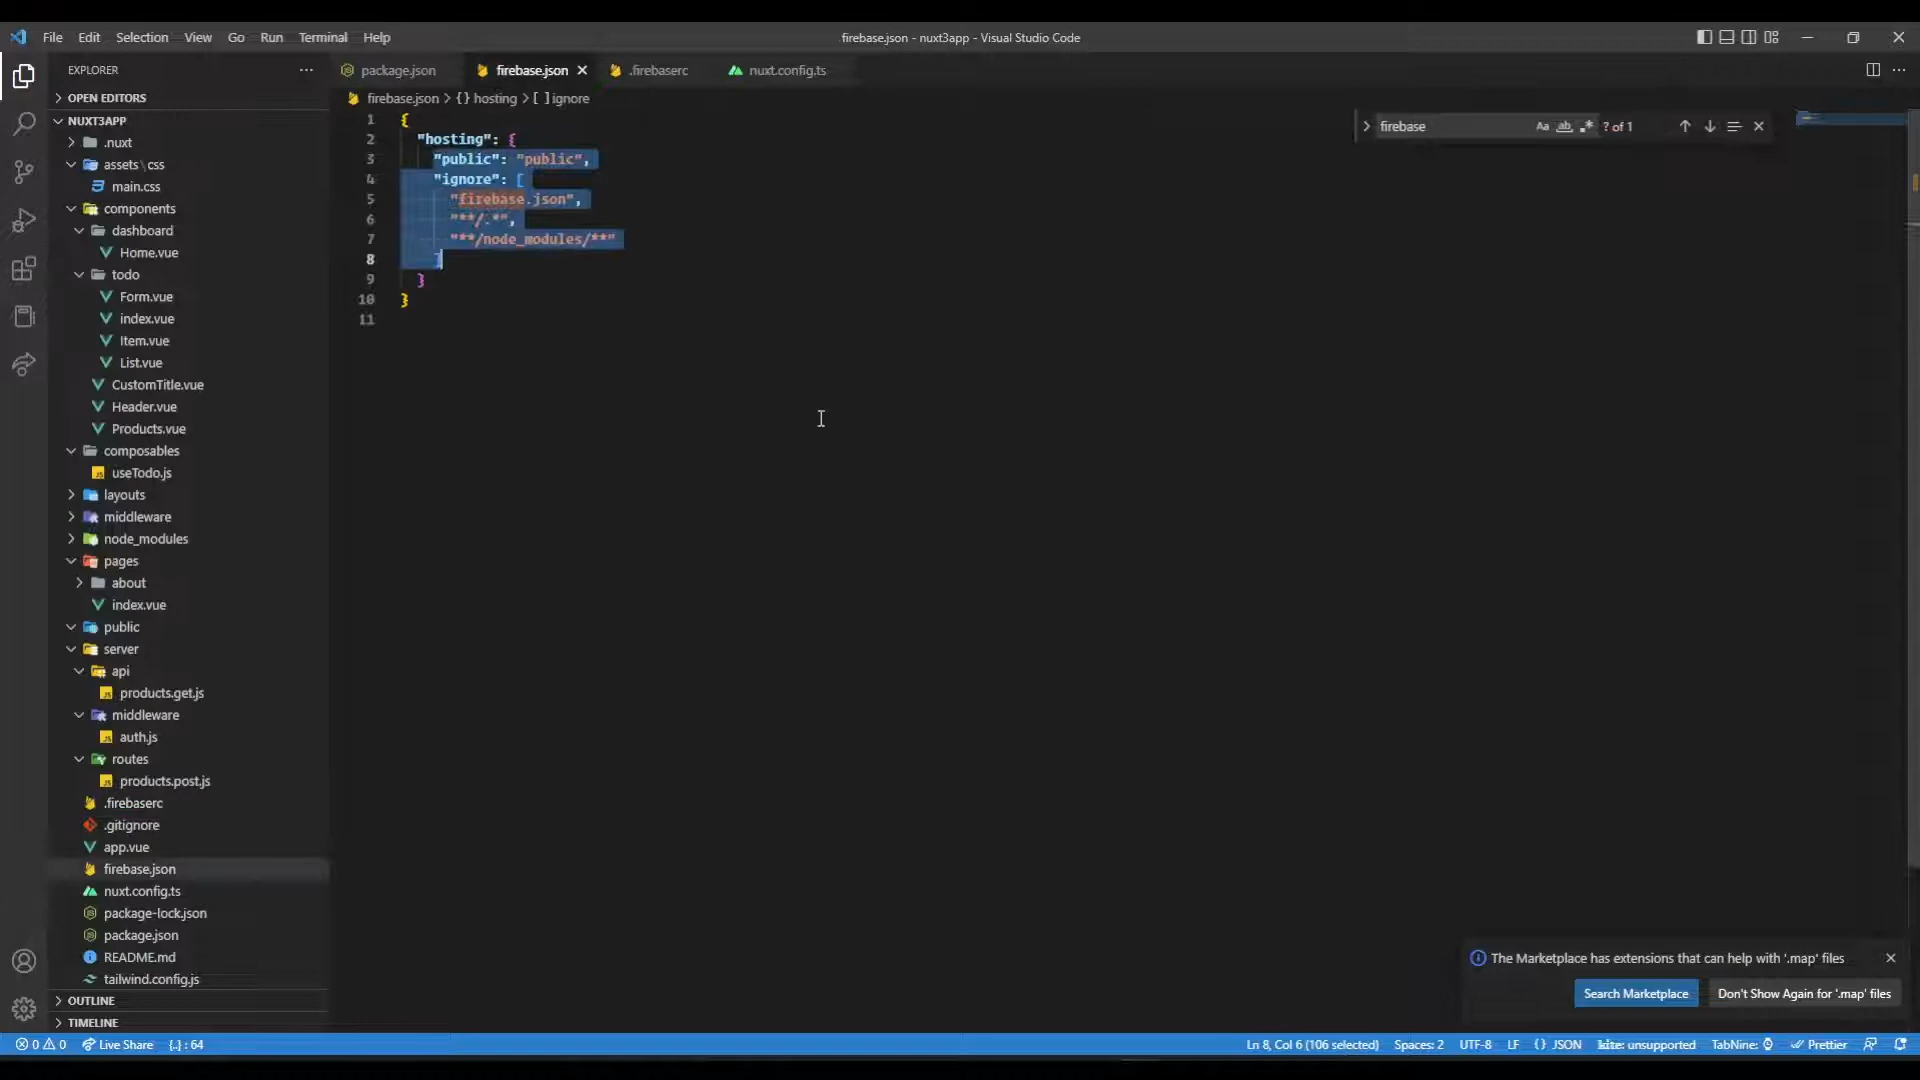 File Edit Selection View Go Run Terminal Help
firebase.json - nuxt3app - Visual Studio Code
EXPLORER
OPEN EDITORS
NUXT3APP
.nuxt
assets \ css
main.css
components
dashboard
Home.vue
todo
Form.vue
index.vue
Item.vue
List.vue
CustomTitle.vue
Header.vue
Products.vue
composables
useTodo.js
layouts
middleware
node_modules
pages
about
index.vue
public
server
api
products.get.js
middleware
auth.js
routes
products.post.js
.firebaserc
.gitignore
app.vue
firebase.json
nuxt.config.ts
package-lock.json
package.json
README.md
tailwind.config.js
OUTLINE
TIMELINE
package.json firebase.json .firebaserc nuxt.config.ts
firebase.json > {} hosting > [ ] ignore
1 {
2 "hosting": {
3 "public": "public",
4 "ignore": [
5 "firebase.json",
6 "**/.*",
7 "**/node_modules/**"
8 ]
9 }
10 }
11
firebase Aa ab .* ? of 1
The Marketplace has extensions that can help with '.map' files
Search Marketplace Don't Show Again for '.map' files
0 0 Live Share {..} : 64 Ln 8, Col 6 (106 selected) Spaces: 2 UTF-8 LF {} JSON kite: unsupported TabNine: Prettier